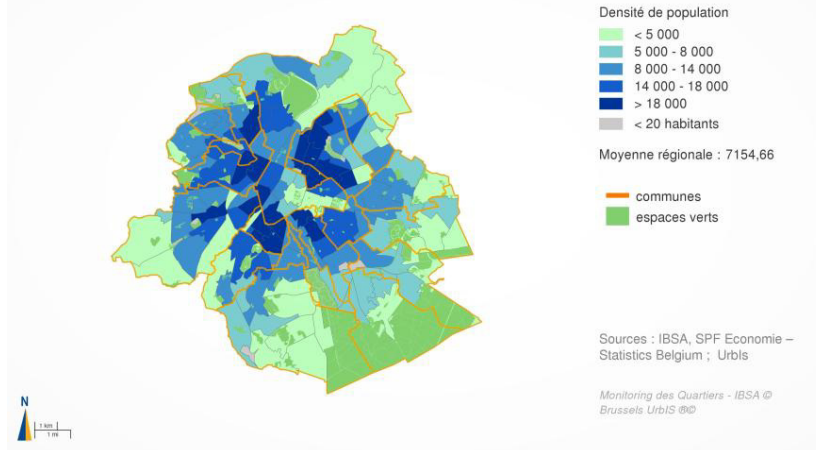 Densité de population
< 5 000
5 000 - 8 000
8 000 - 14 000
14 000 - 18 000
> 18 000
< 20 habitants
Moyenne régionale : 7154,66
communes
espaces verts
Sources : IBSA, SPF Economie –
Statistics Belgium ; UrbIs
Monitoring des Quartiers - IBSA ©
Brussels UrbIS ®©
N
1 km
1 mi